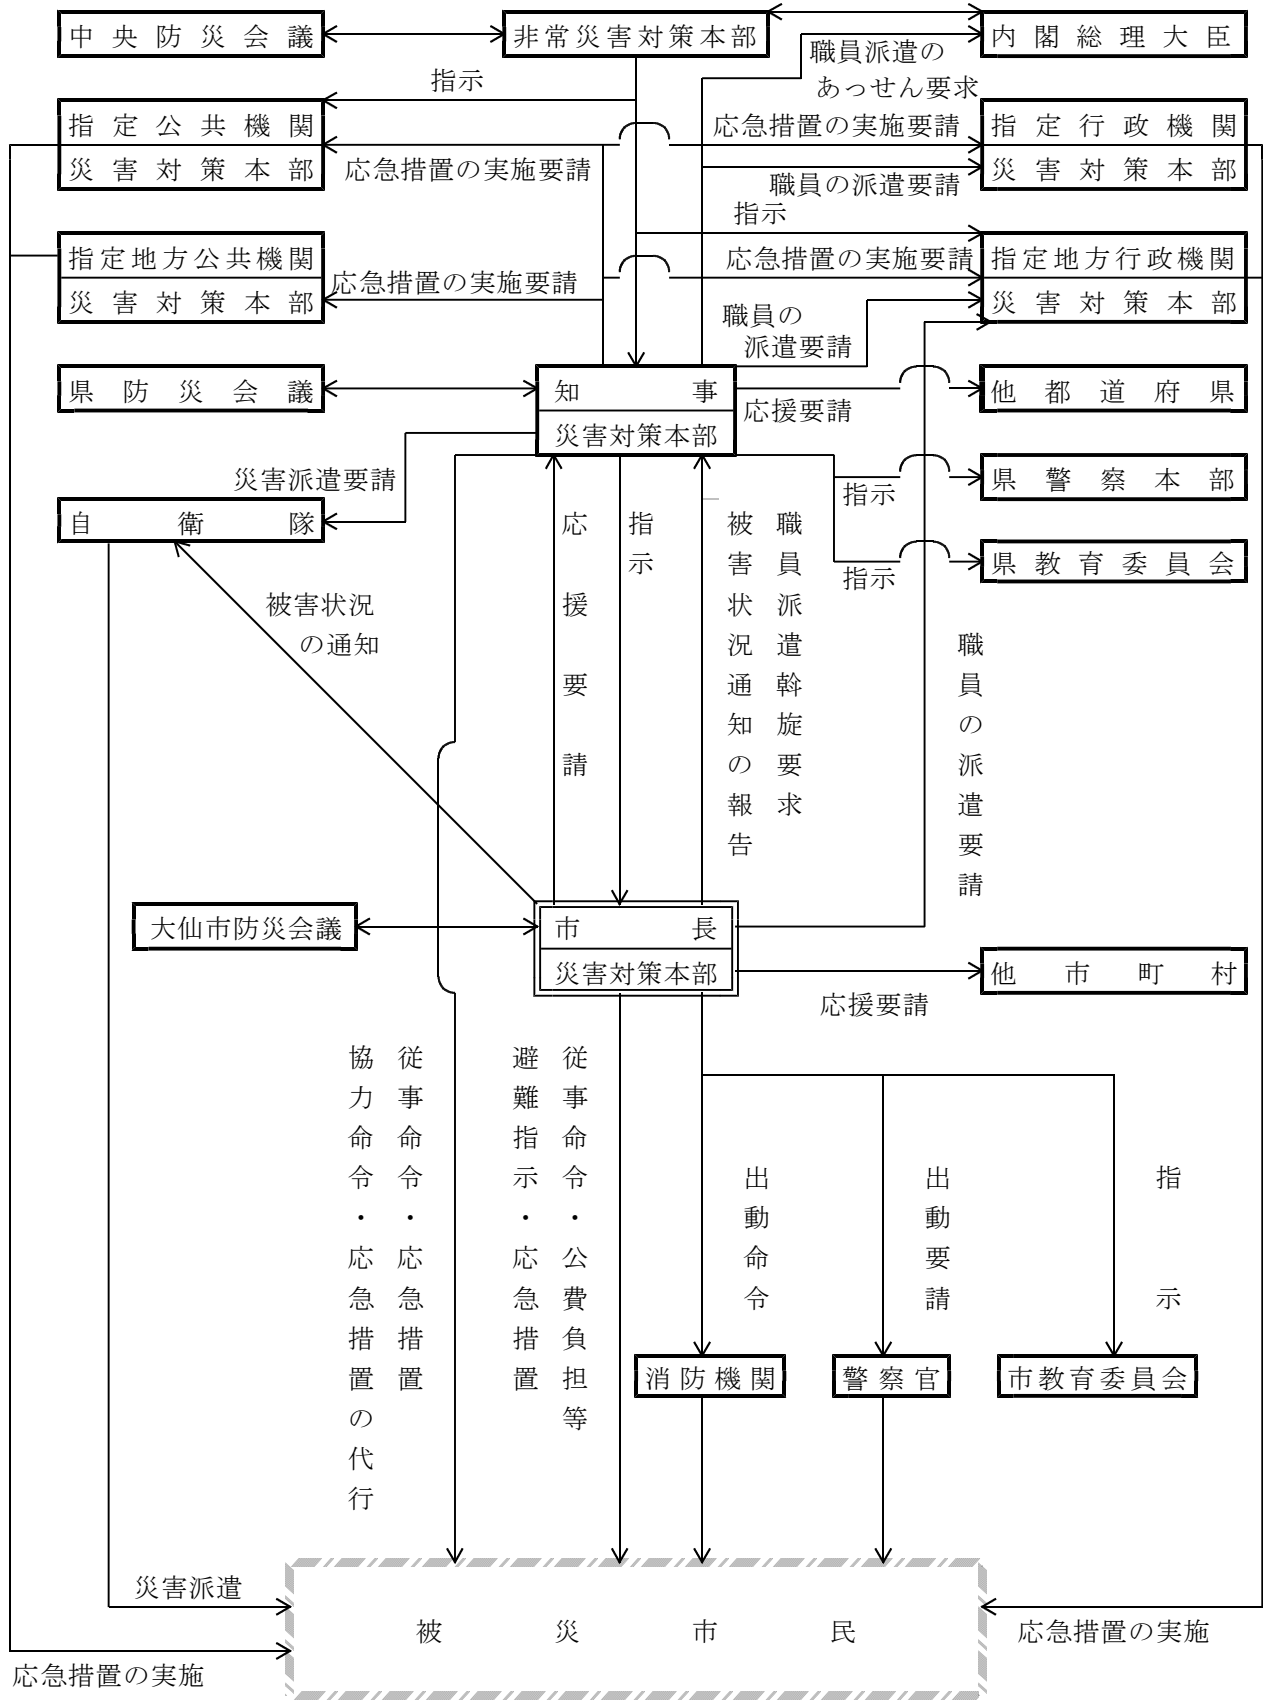 中央防災会議
非常災害対策本部
内閣総理大臣
職員派遣の
あっせん要求
指示
指定公共機関
災害対策本部
応急措置の実施要請
応急措置の実施要請
職員の派遣要請
指定行政機関
災害対策本部
指示
指定地方公共機関
災害対策本部
応急措置の実施要請
応急措置の実施要請
指定地方行政機関
災害対策本部
職員の
派遣要請
県防災会議
知事
災害対策本部
応援要請
他都道府県
災害派遣要請
指示
県警察本部
自衛隊
指示
県教育委員会
被害状況
の通知
応援要請
指示
職員派遣斡旋要求
被害状況通知の報告
職員の派遣要請
大仙市防災会議
市長
災害対策本部
他市町村
応援要請
従事命令・応急措置
協力命令・応急措置の代行
従事命令・公費負担等
避難指示・応急措置
出動命令
出動要請
指示
消防機関
警察官
市教育委員会
災害派遣
被災市民
応急措置の実施
応急措置の実施